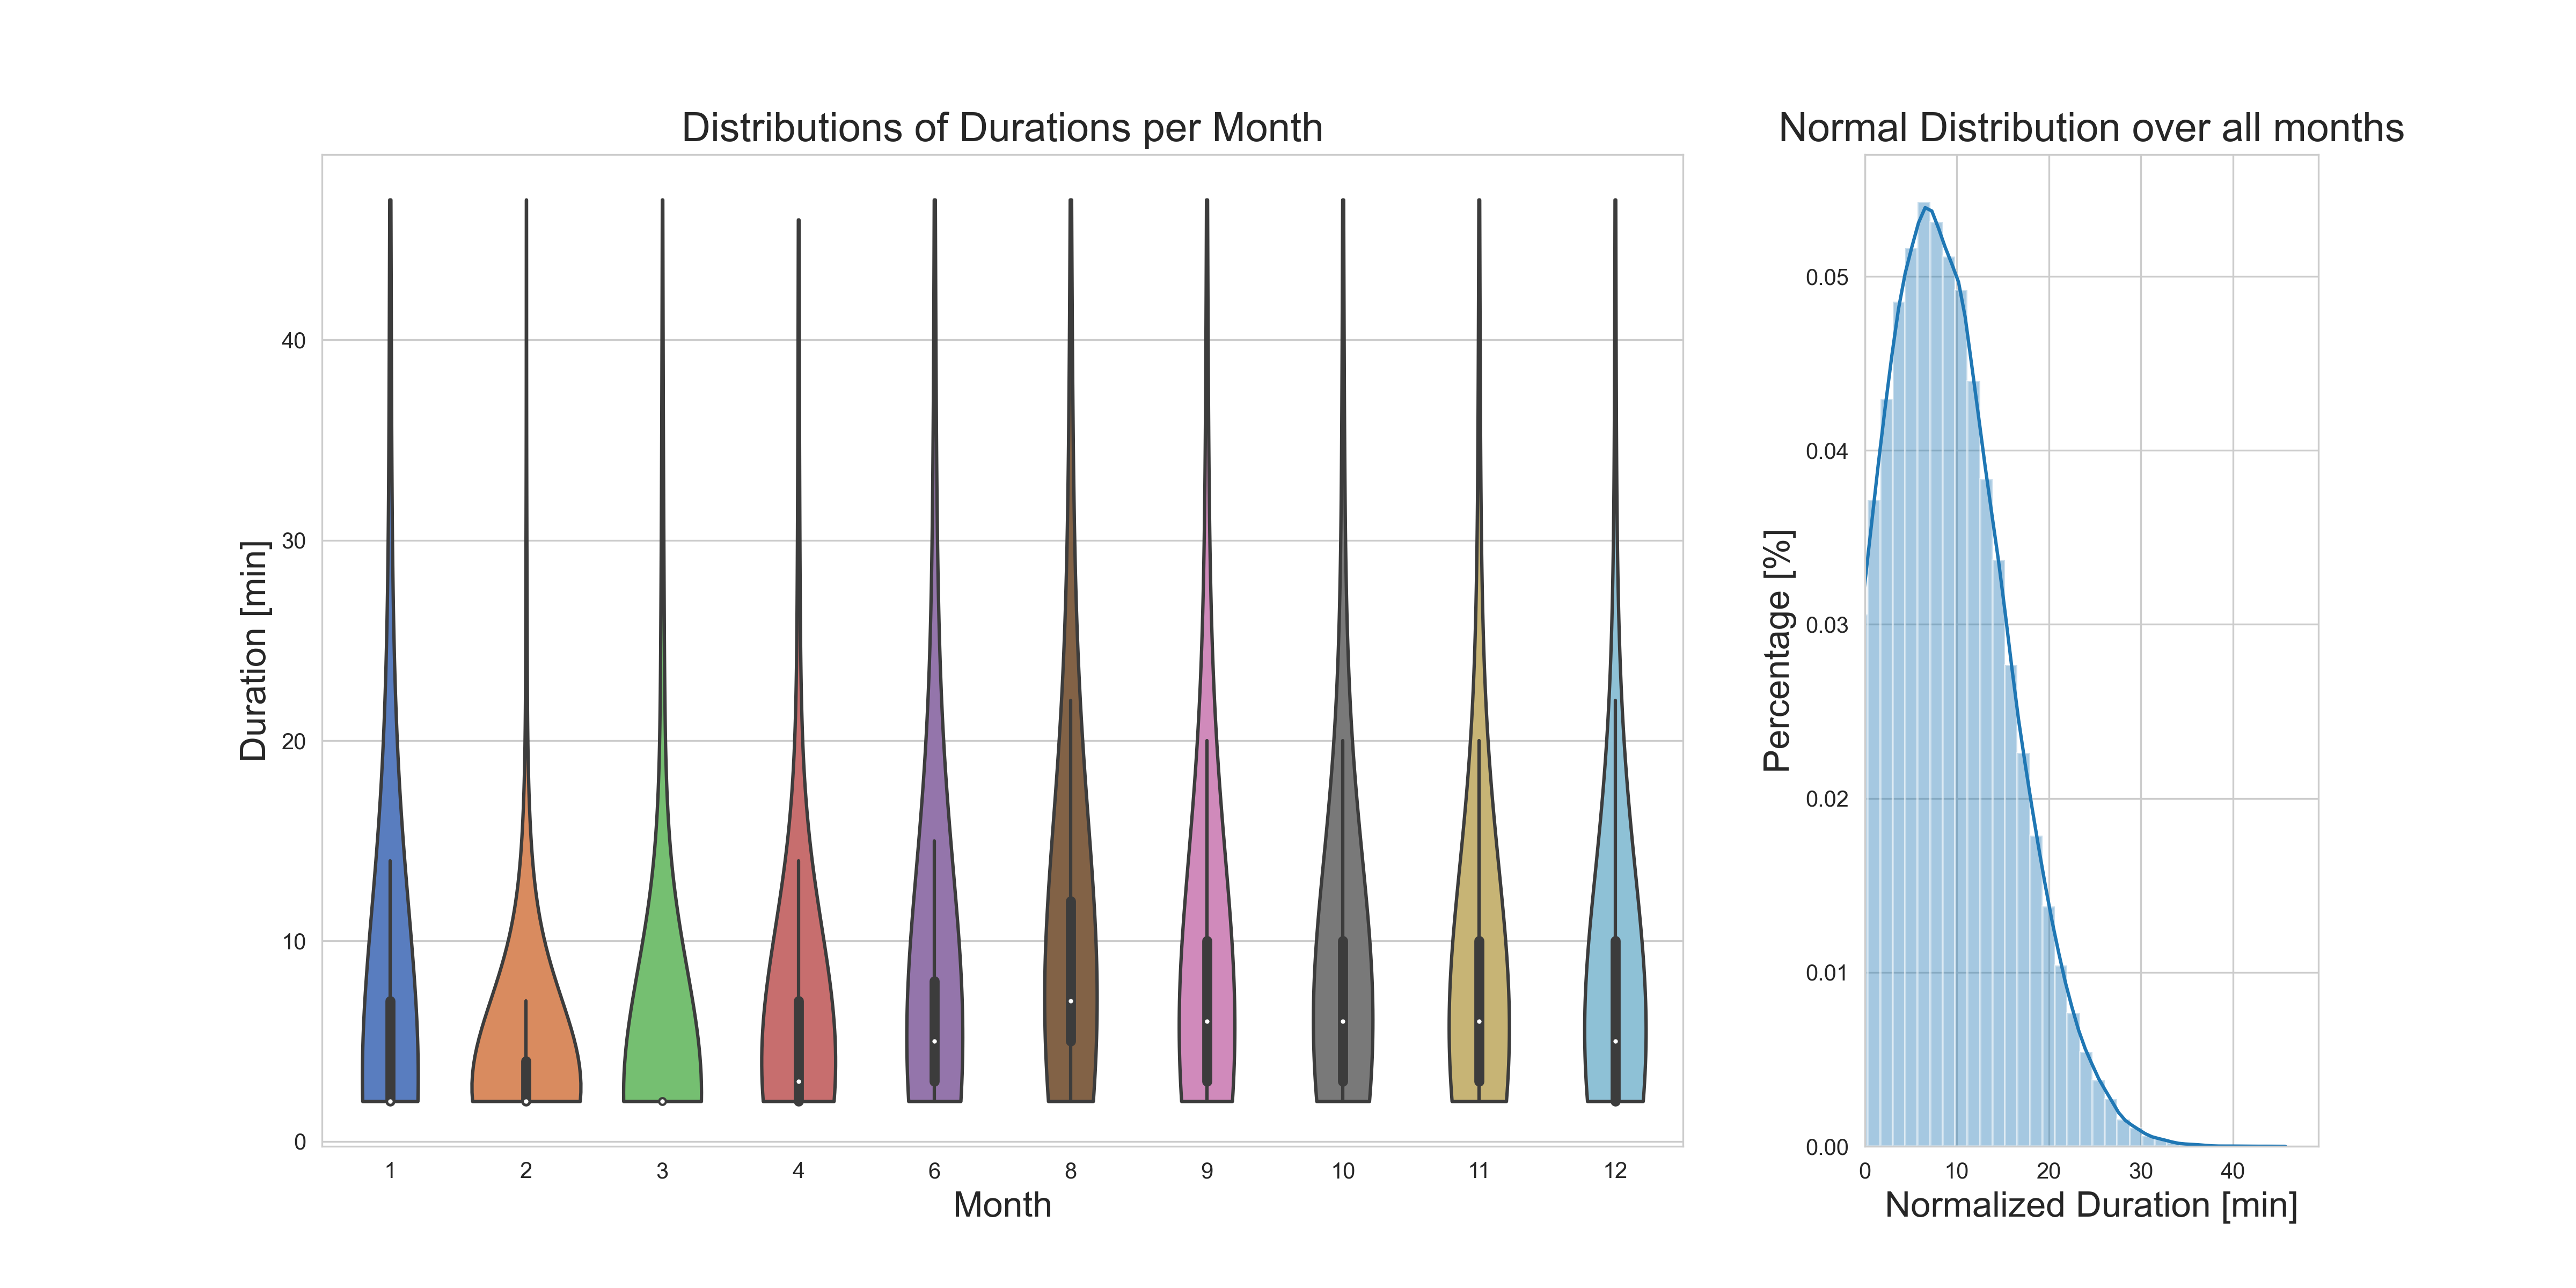 Distributions of Durations per Month
Duration [min]
40
30
20
10
0
1 2 3 4 6 8 9 10 11 12
Month
Normal Distribution over all months
Percentage [%]
0.05
0.04
0.03
0.02
0.01
0.00
0 10 20 30 40
Normalized Duration [min]